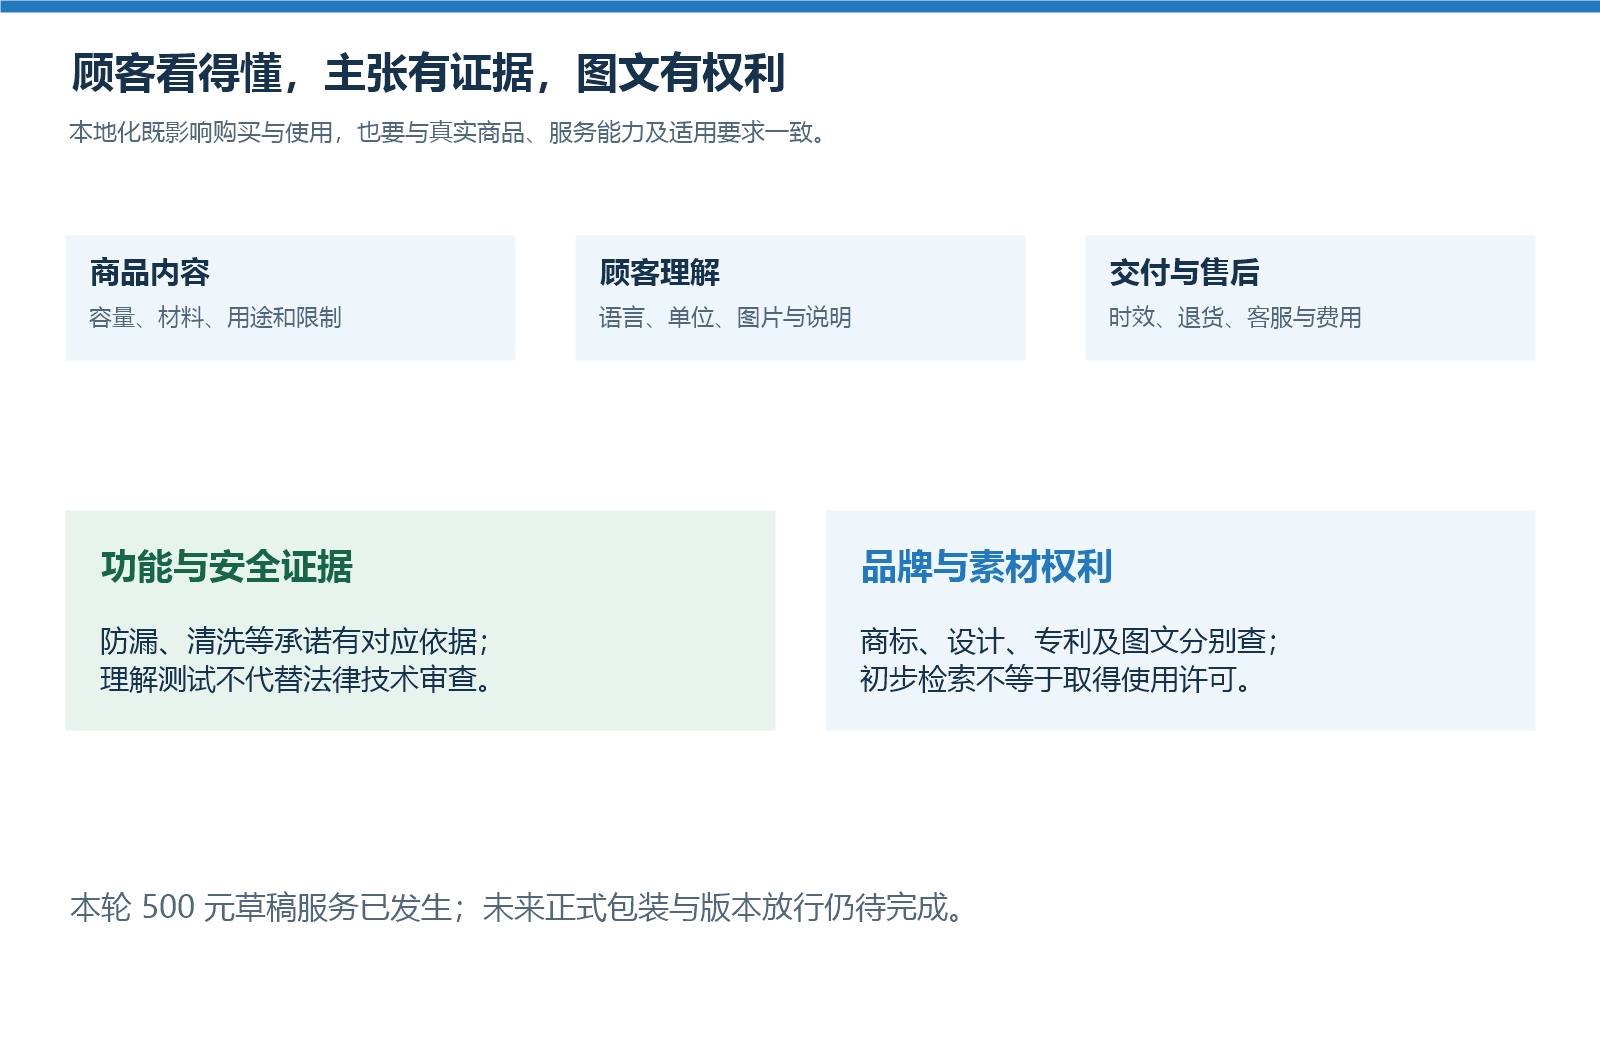 顾客看得懂，主张有证据，图文有权利
本地化既影响购买与使用，也要与真实商品、服务能力及适用要求一致。
商品内容
容量、材料、用途和限制
顾客理解
语言、单位、图片与说明
交付与售后
时效、退货、客服与费用
功能与安全证据
防漏、清洗等承诺有对应依据；
理解测试不代替法律技术审查。
品牌与素材权利
商标、设计、专利及图文分别查；
初步检索不等于取得使用许可。
本轮 500 元草稿服务已发生；未来正式包装与版本放行仍待完成。